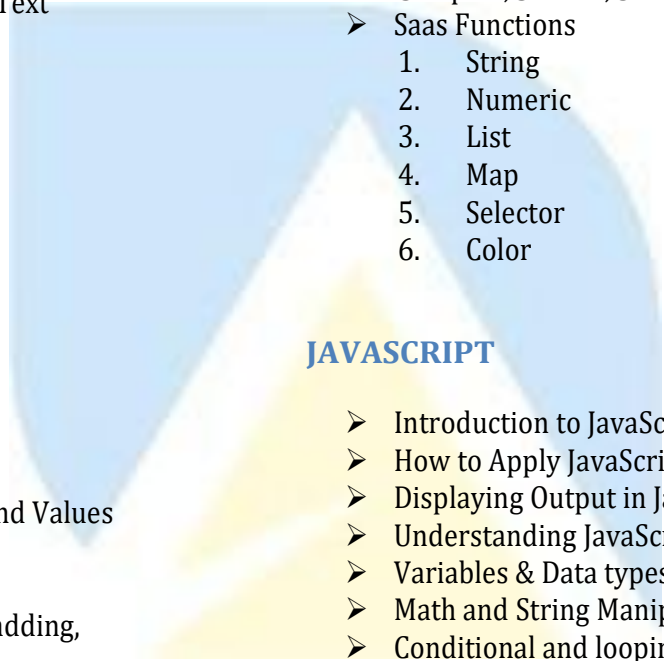 Text
nd Values
dding,
➤ Saas Functions
1. String
2. Numeric
3. List
4. Map
5. Selector
6. Color
JAVASCRIPT
➤ Introduction to JavaSc
➤ How to Apply JavaScri
➤ Displaying Output in Ja
➤ Understanding JavaScr
➤ Variables & Data types
➤ Math and String Manip
➤ Conditional and loopin